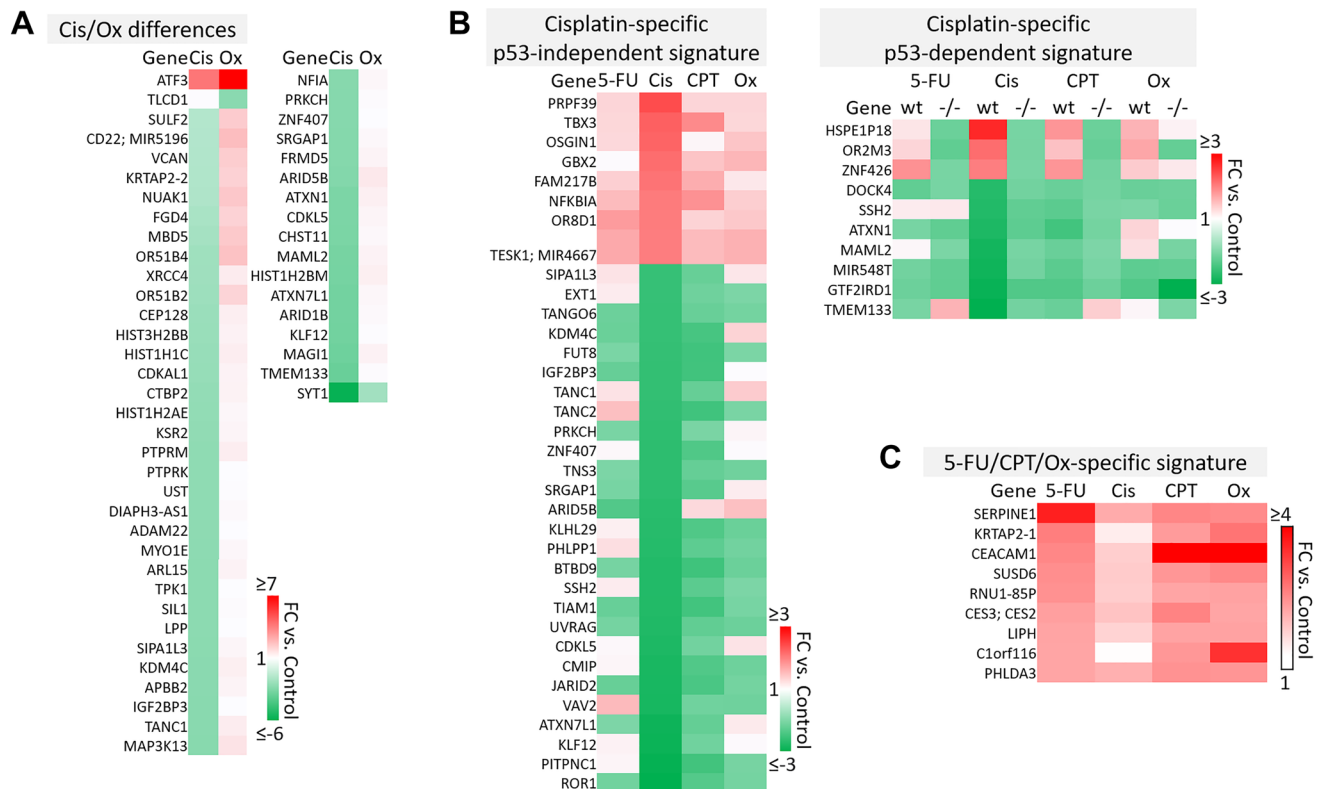 A
Cis/Ox differences
Gene Cis Ox
ATF3
TLCD1
SULF2
CD22; MIR5196
VCAN
KRTAP2-2
NUAK1
FGD4
MBD5
OR51B4
XRCC4
OR51B2
CEP128
HIST3H2BB
HIST1H1C
CDKAL1
CTBP2
HIST1H2AE
KSR2
PTPRM
PTPRK
UST
DIAPH3-AS1
ADAM22
MYO1E
ARL15
TPK1
SIL1
LPP
SIPA1L3
KDM4C
APBB2
IGF2BP3
TANC1
MAP3K13
Gene Cis Ox
NFIA
PRKCH
ZNF407
SRGAP1
FRMD5
ARID5B
ATXN1
CDKL5
CHST11
MAML2
HIST1H2BM
ATXN7L1
ARID1B
KLF12
MAGI1
TMEM133
SYT1
≥7
1
≤-6
FC vs. Control
B
Cisplatin-specific
p53-independent signature
Gene 5-FU Cis CPT Ox
PRPF39
TBX3
OSGIN1
GBX2
FAM217B
NFKBIA
OR8D1
TESK1; MIR4667
SIPA1L3
EXT1
TANGO6
KDM4C
FUT8
IGF2BP3
TANC1
TANC2
PRKCH
ZNF407
TNS3
SRGAP1
ARID5B
KLHL29
PHLPP1
BTBD9
SSH2
TIAM1
UVRAG
CDKL5
CMIP
JARID2
VAV2
ATXN7L1
KLF12
PITPNC1
ROR1
≥3
1
≤-3
FC vs. Control
Cisplatin-specific
p53-dependent signature
5-FU Cis CPT Ox
Gene wt -/- wt -/- wt -/- wt -/-
HSPE1P18
OR2M3
ZNF426
DOCK4
SSH2
ATXN1
MAML2
MIR548T
GTF2IRD1
TMEM133
≥3
1
≤-3
FC vs. Control
C
5-FU/CPT/Ox-specific signature
Gene 5-FU Cis CPT Ox
SERPINE1
KRTAP2-1
CEACAM1
SUSD6
RNU1-85P
CES3; CES2
LIPH
C1orf116
PHLDA3
≥4
1
FC vs. Control